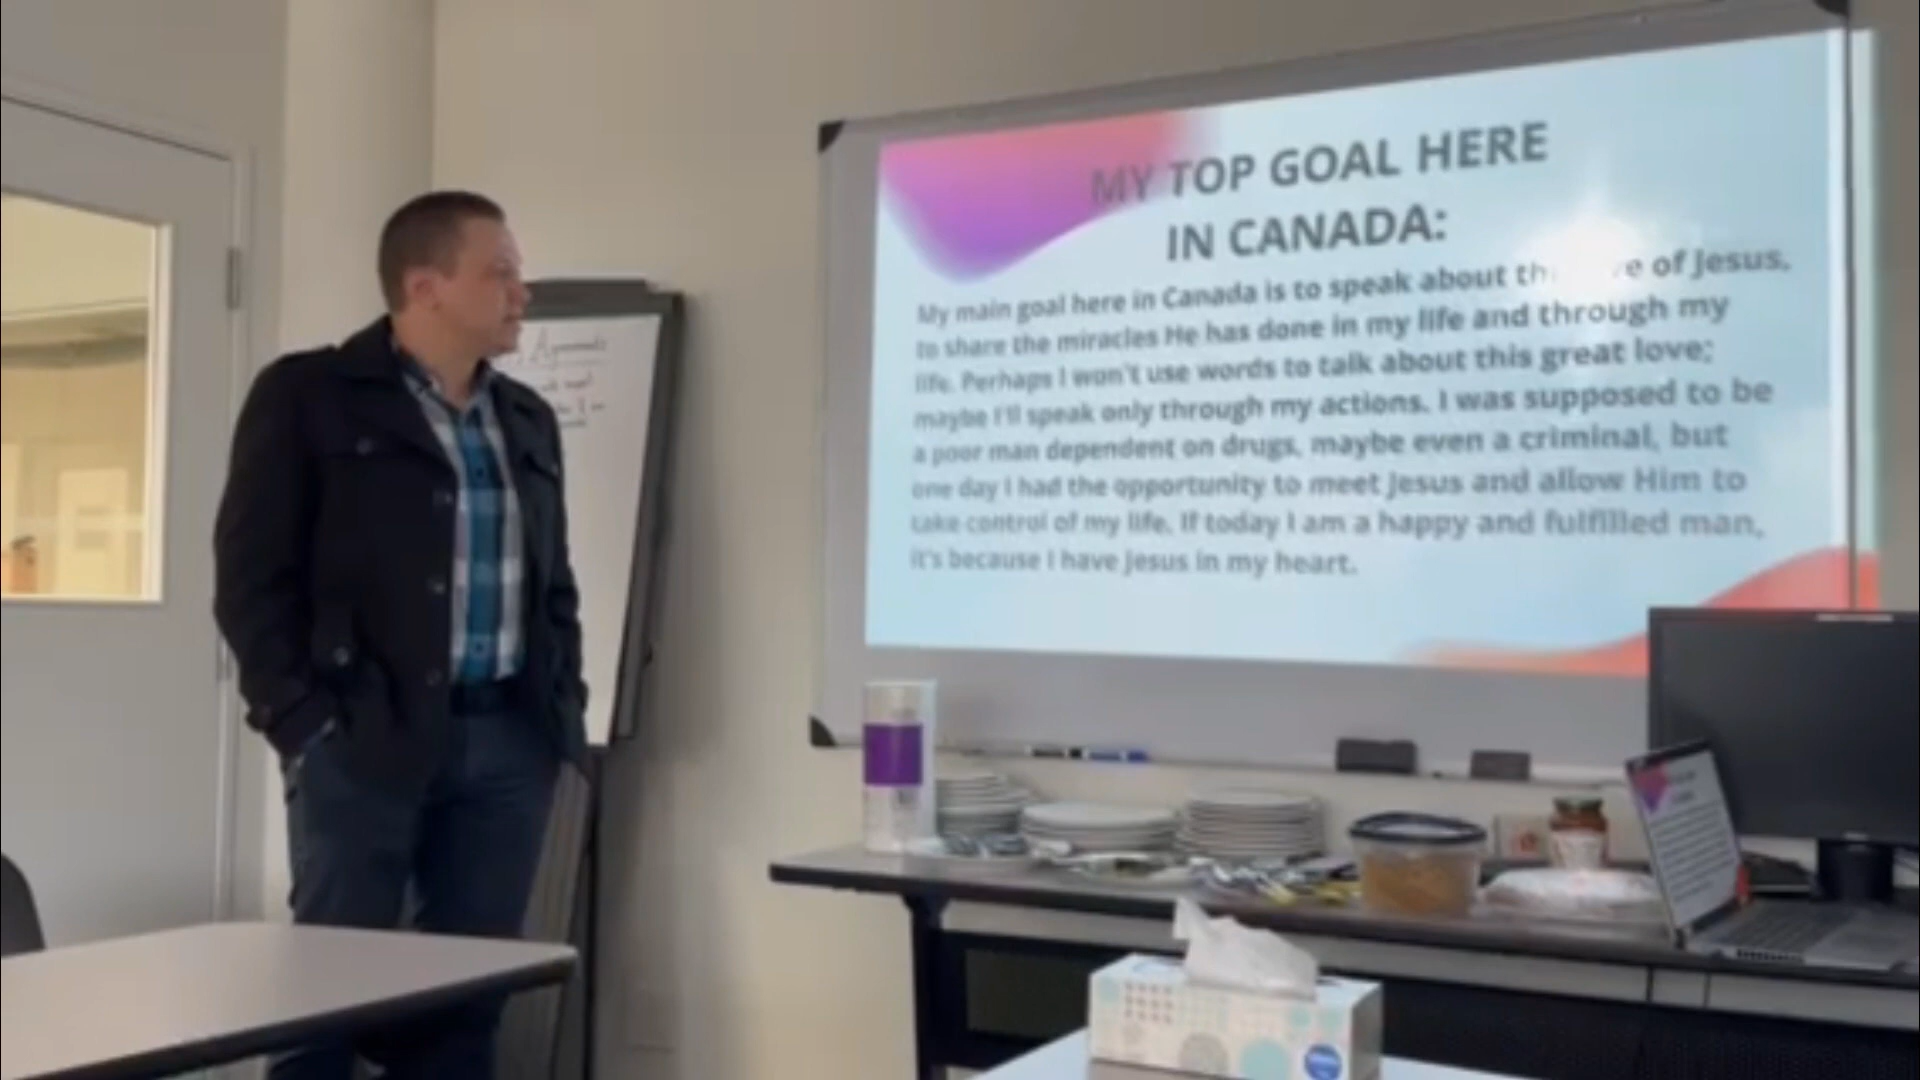 MY TOP GOAL HERE
IN CANADA:
My main goal here in Canada is to speak about of Jesus,
to share the miracles He has done in my life and through my
life. Perhaps I won't use words to talk about this great love;
maybe I'll speak only through my actions. I was supposed to be
a poor man dependent on drugs, maybe even a criminal, but
one day I had the opportunity to meet Jesus and allow Him to
take control of my life. If today I am a happy and fulfilled man,
it's because I have Jesus in my heart.